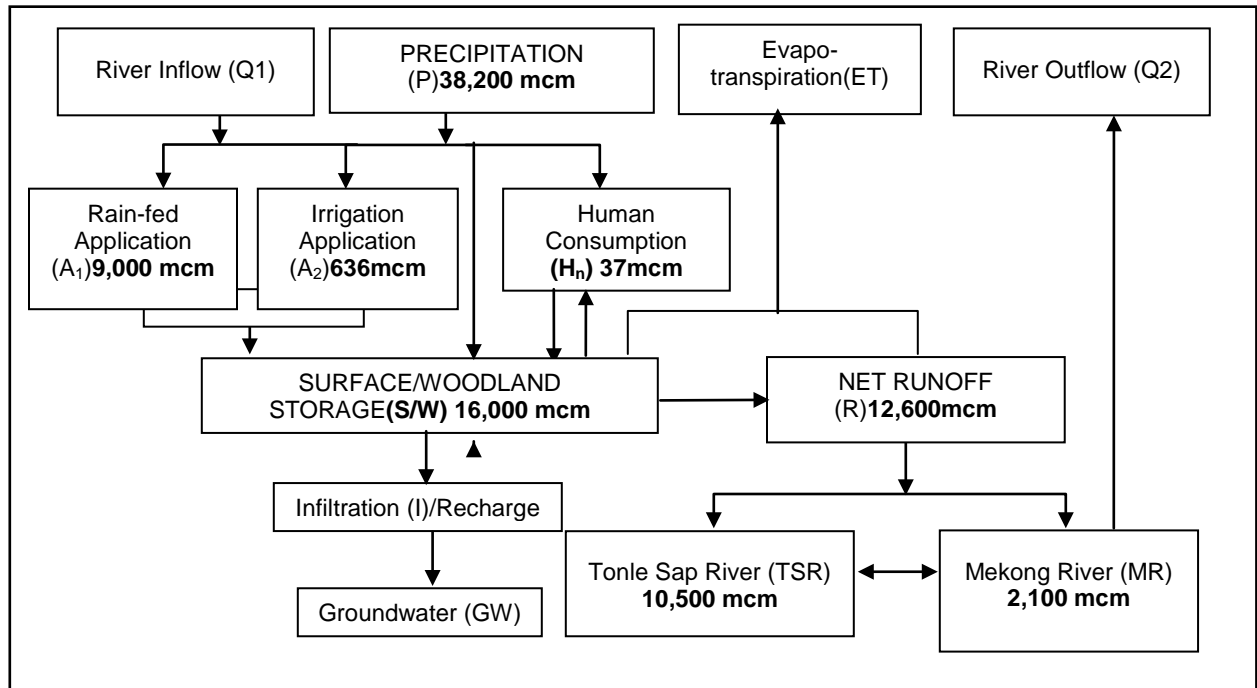 River Inflow (Q1)
PRECIPITATION
(P)38,200 mcm
Evapo-
transpiration(ET)
River Outflow (Q2)
Rain-fed
Application
(A₁)9,000 mcm
Irrigation
Application
(A₂)636mcm
Human
Consumption
(Hₙ) 37mcm
SURFACE/WOODLAND
STORAGE(S/W) 16,000 mcm
NET RUNOFF
(R)12,600mcm
Infiltration (I)/Recharge
Groundwater (GW)
Tonle Sap River (TSR)
10,500 mcm
Mekong River (MR)
2,100 mcm